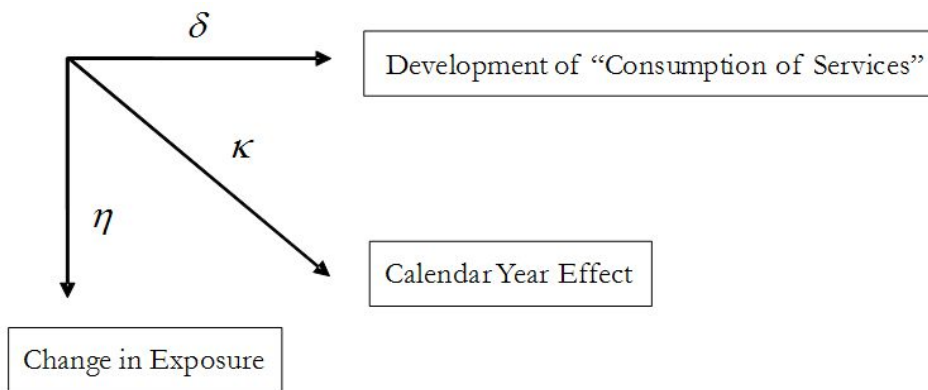 δ
Development of “Consumption of Services”
κ
η
Calendar Year Effect
Change in Exposure